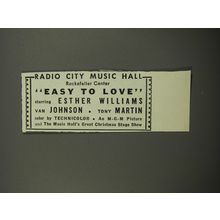 RADIO CITY MUSIC HALL
Rockefeller Center
"EASY TO LOVE"
starring ESTHER WILLIAMS
VAN JOHNSON • TONY MARTIN
color by TECHNICOLOR • An M-G-M Picture
and The Music Hall's Great Christmas Stage Show